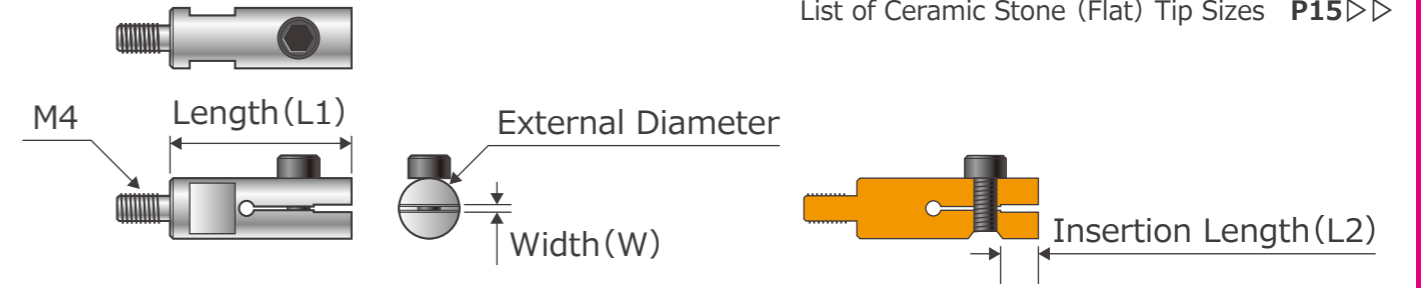 List of Ceramic Stone (Flat) Tip Sizes P15▷▷
M4
Length(L1)
External Diameter
Width(W)
Insertion Length(L2)